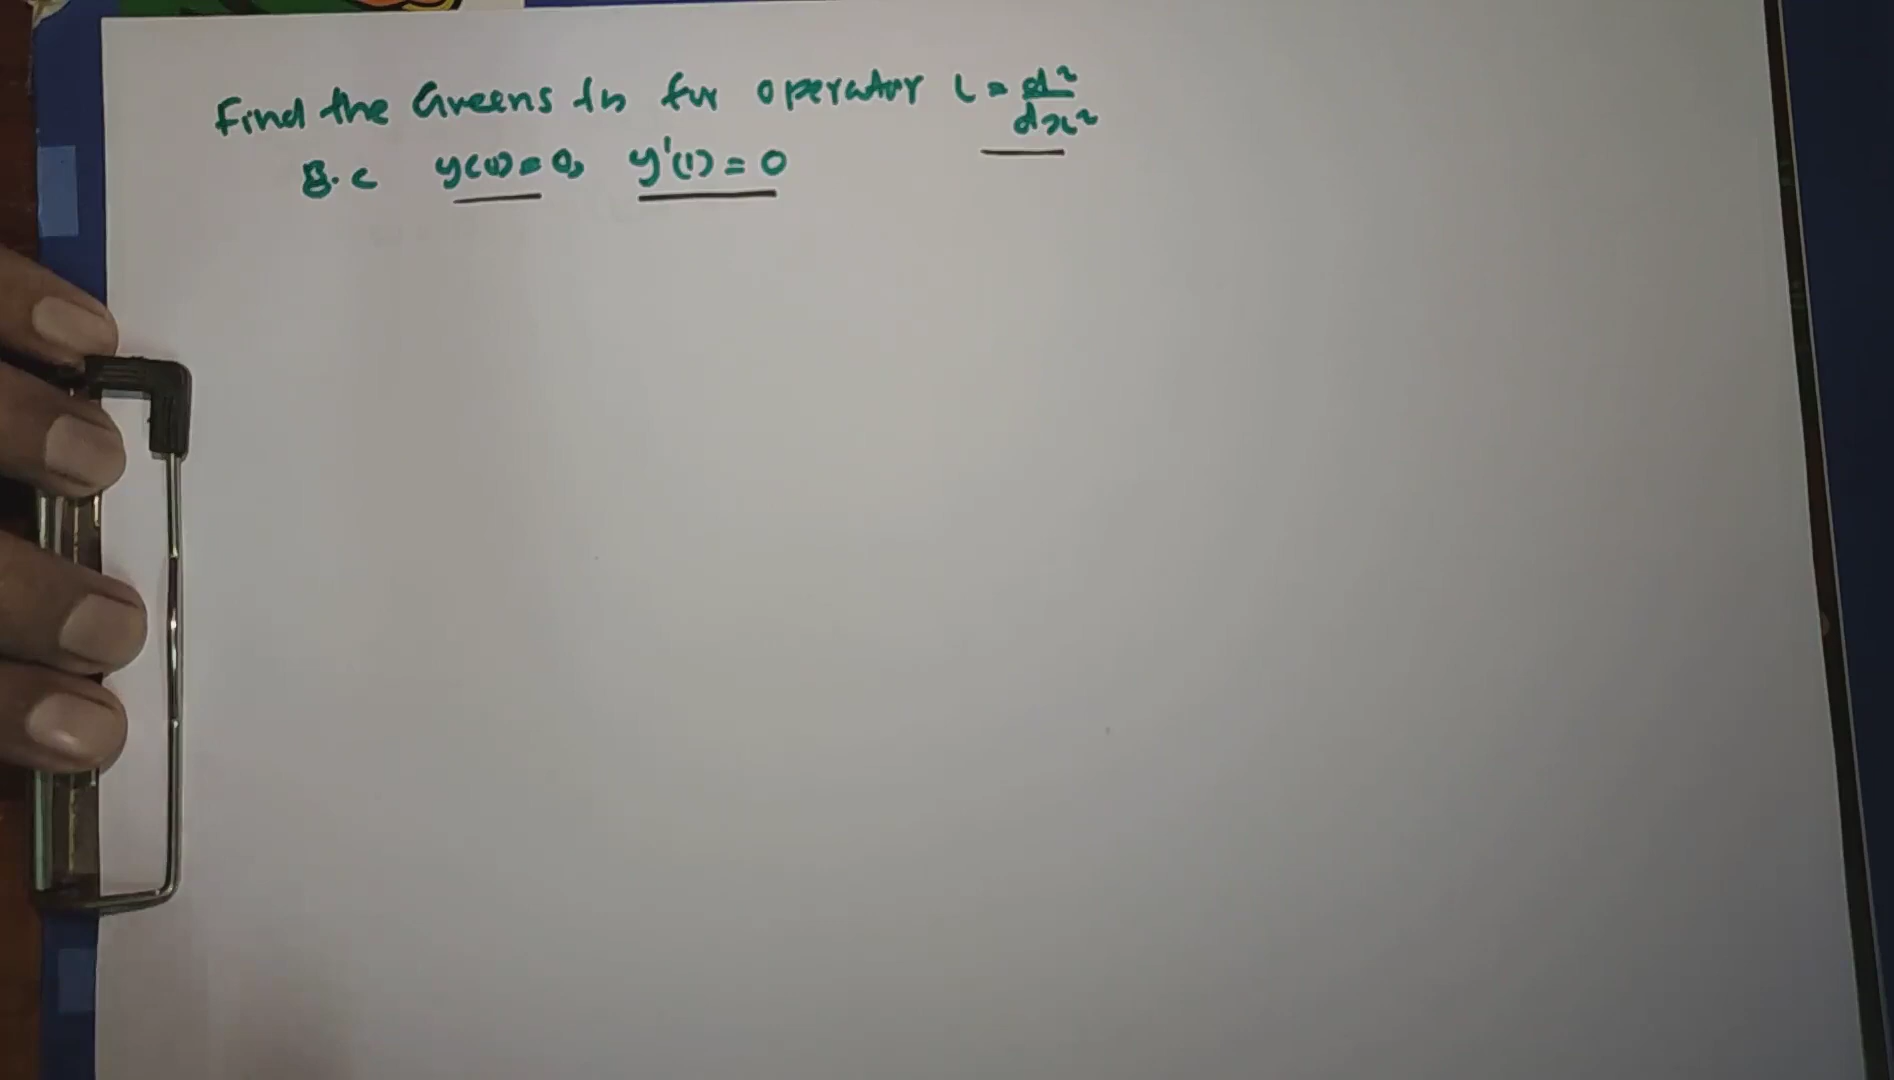 Find the Greens fn for operator L = d²/dx²
B.c y(0) = 0, y'(1) = 0